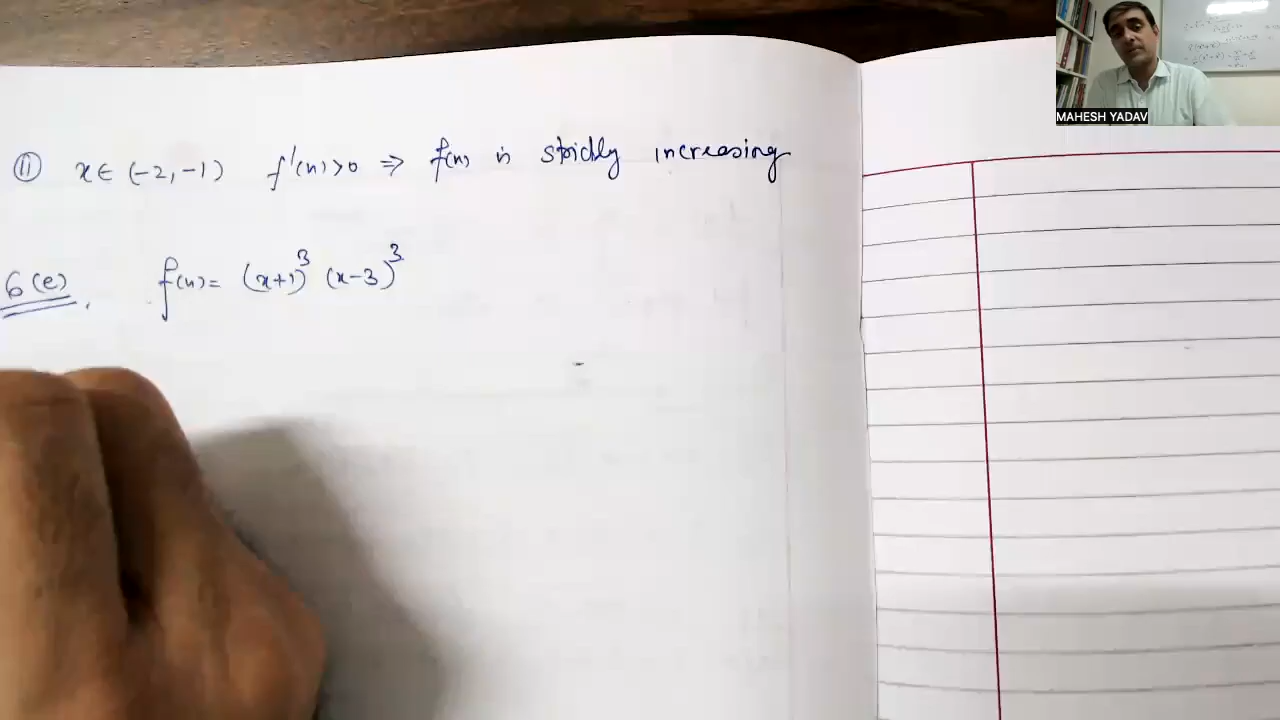 (ii) x ∈ (-2, -1) f'(x) > 0 ⇒ f(x) is strictly increasing
6(e). f(x) = (x+1)³ (x-3)³
MAHESH YADAV